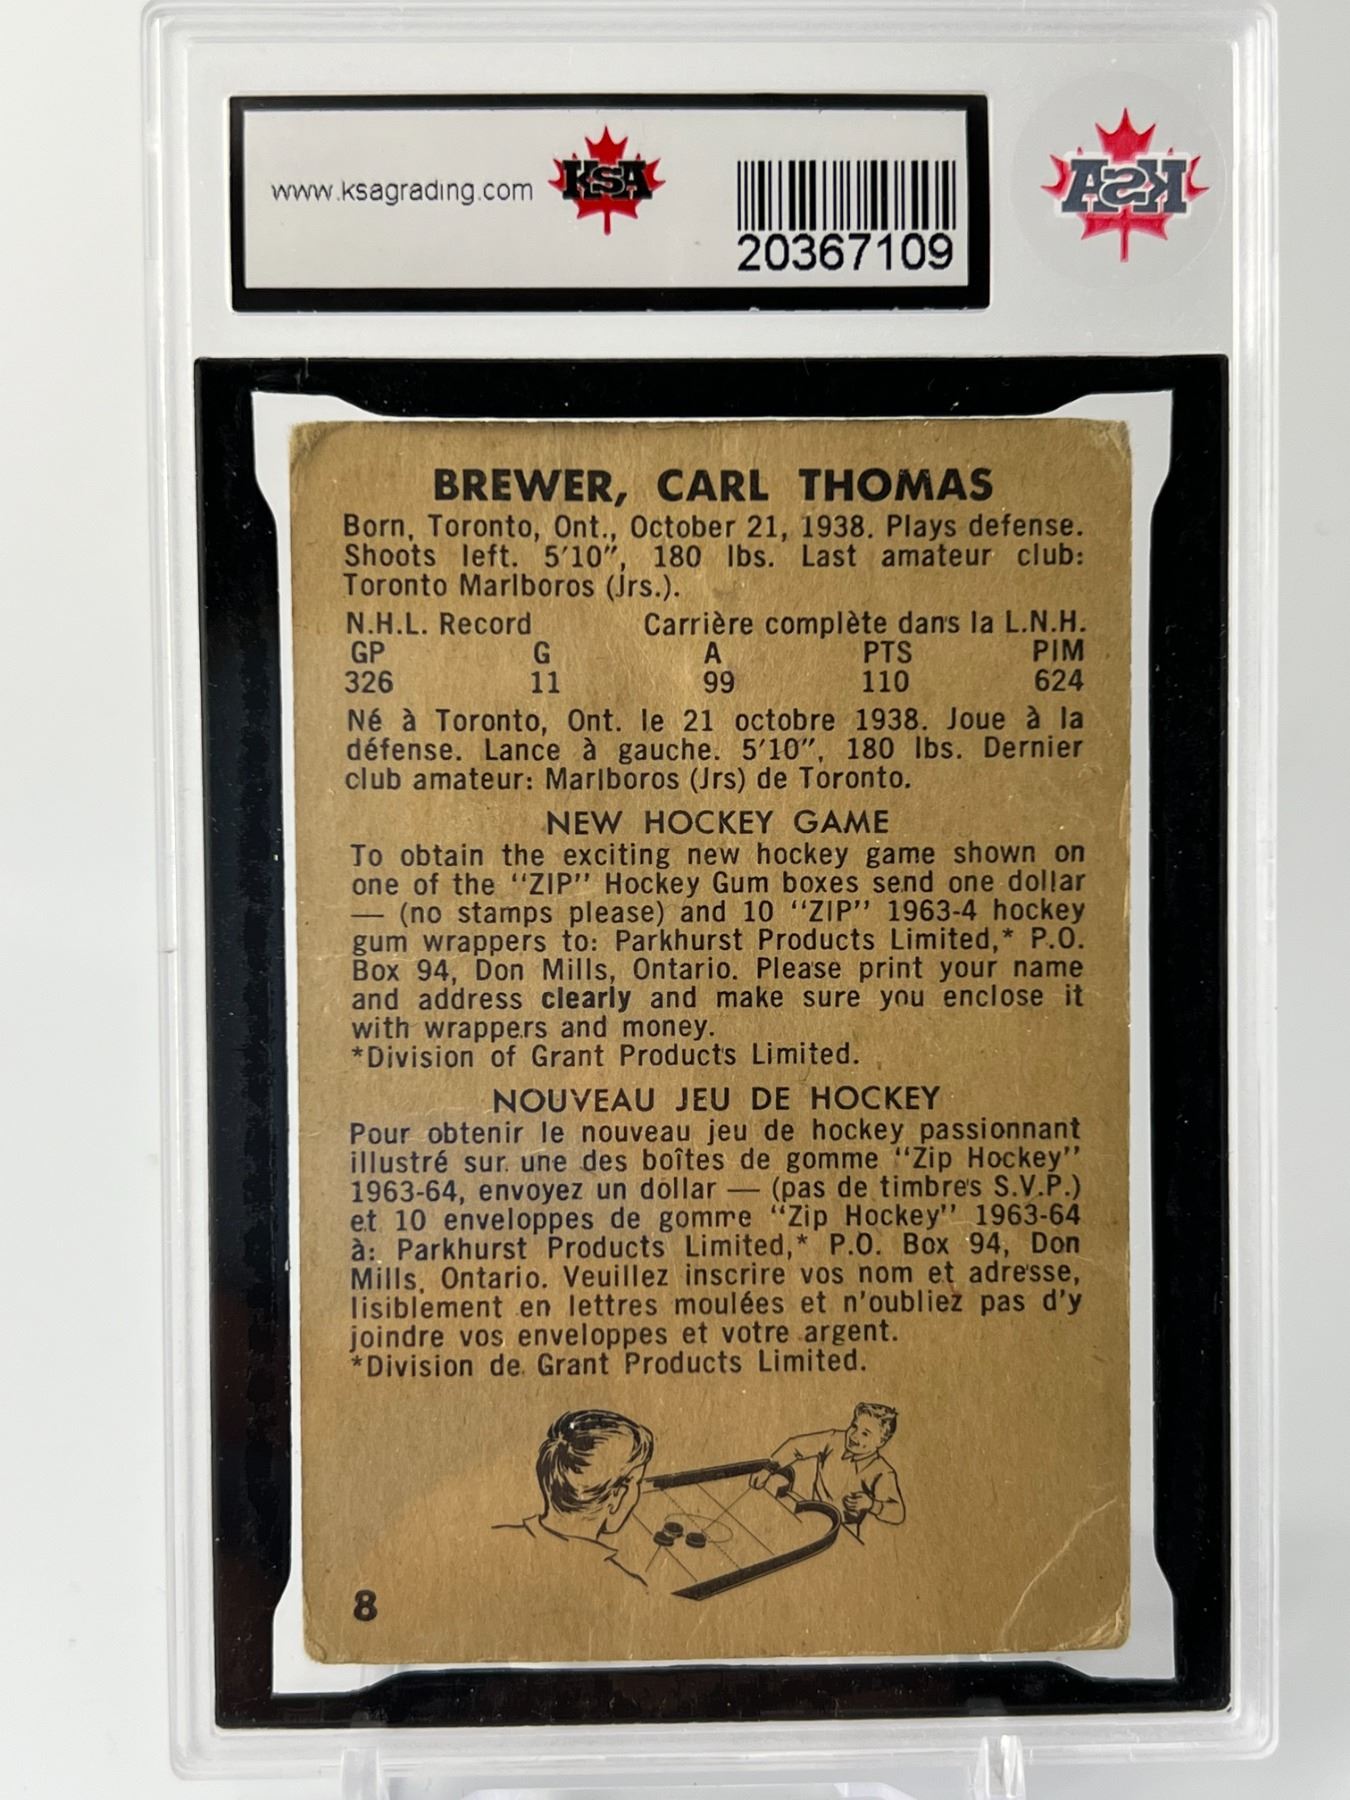 www.ksagrading.com
KSA
20367109
KSA
BREWER, CARL THOMAS
Born, Toronto, Ont., October 21, 1938. Plays defense.
Shoots left. 5'10", 180 lbs. Last amateur club:
Toronto Marlboros (Jrs.).
N.H.L. Record Carrière complète dans la L.N.H.
GP G A PTS PIM
326 11 99 110 624
Né à Toronto, Ont. le 21 octobre 1938. Joue à la
défense. Lance à gauche. 5'10", 180 lbs. Dernier
club amateur: Marlboros (Jrs) de Toronto.
NEW HOCKEY GAME
To obtain the exciting new hockey game shown on
one of the "ZIP" Hockey Gum boxes send one dollar
— (no stamps please) and 10 "ZIP" 1963-4 hockey
gum wrappers to: Parkhurst Products Limited,* P.O.
Box 94, Don Mills, Ontario. Please print your name
and address clearly and make sure you enclose it
with wrappers and money.
*Division of Grant Products Limited.
NOUVEAU JEU DE HOCKEY
Pour obtenir le nouveau jeu de hockey passionnant
illustré sur une des boîtes de gomme "Zip Hockey"
1963-64, envoyez un dollar — (pas de timbres S.V.P.)
et 10 enveloppes de gomme "Zip Hockey" 1963-64
à: Parkhurst Products Limited,* P.O. Box 94, Don
Mills, Ontario. Veuillez inscrire vos nom et adresse,
lisiblement en lettres moulées et n'oubliez pas d'y
joindre vos enveloppes et votre argent.
*Division de Grant Products Limited.
8